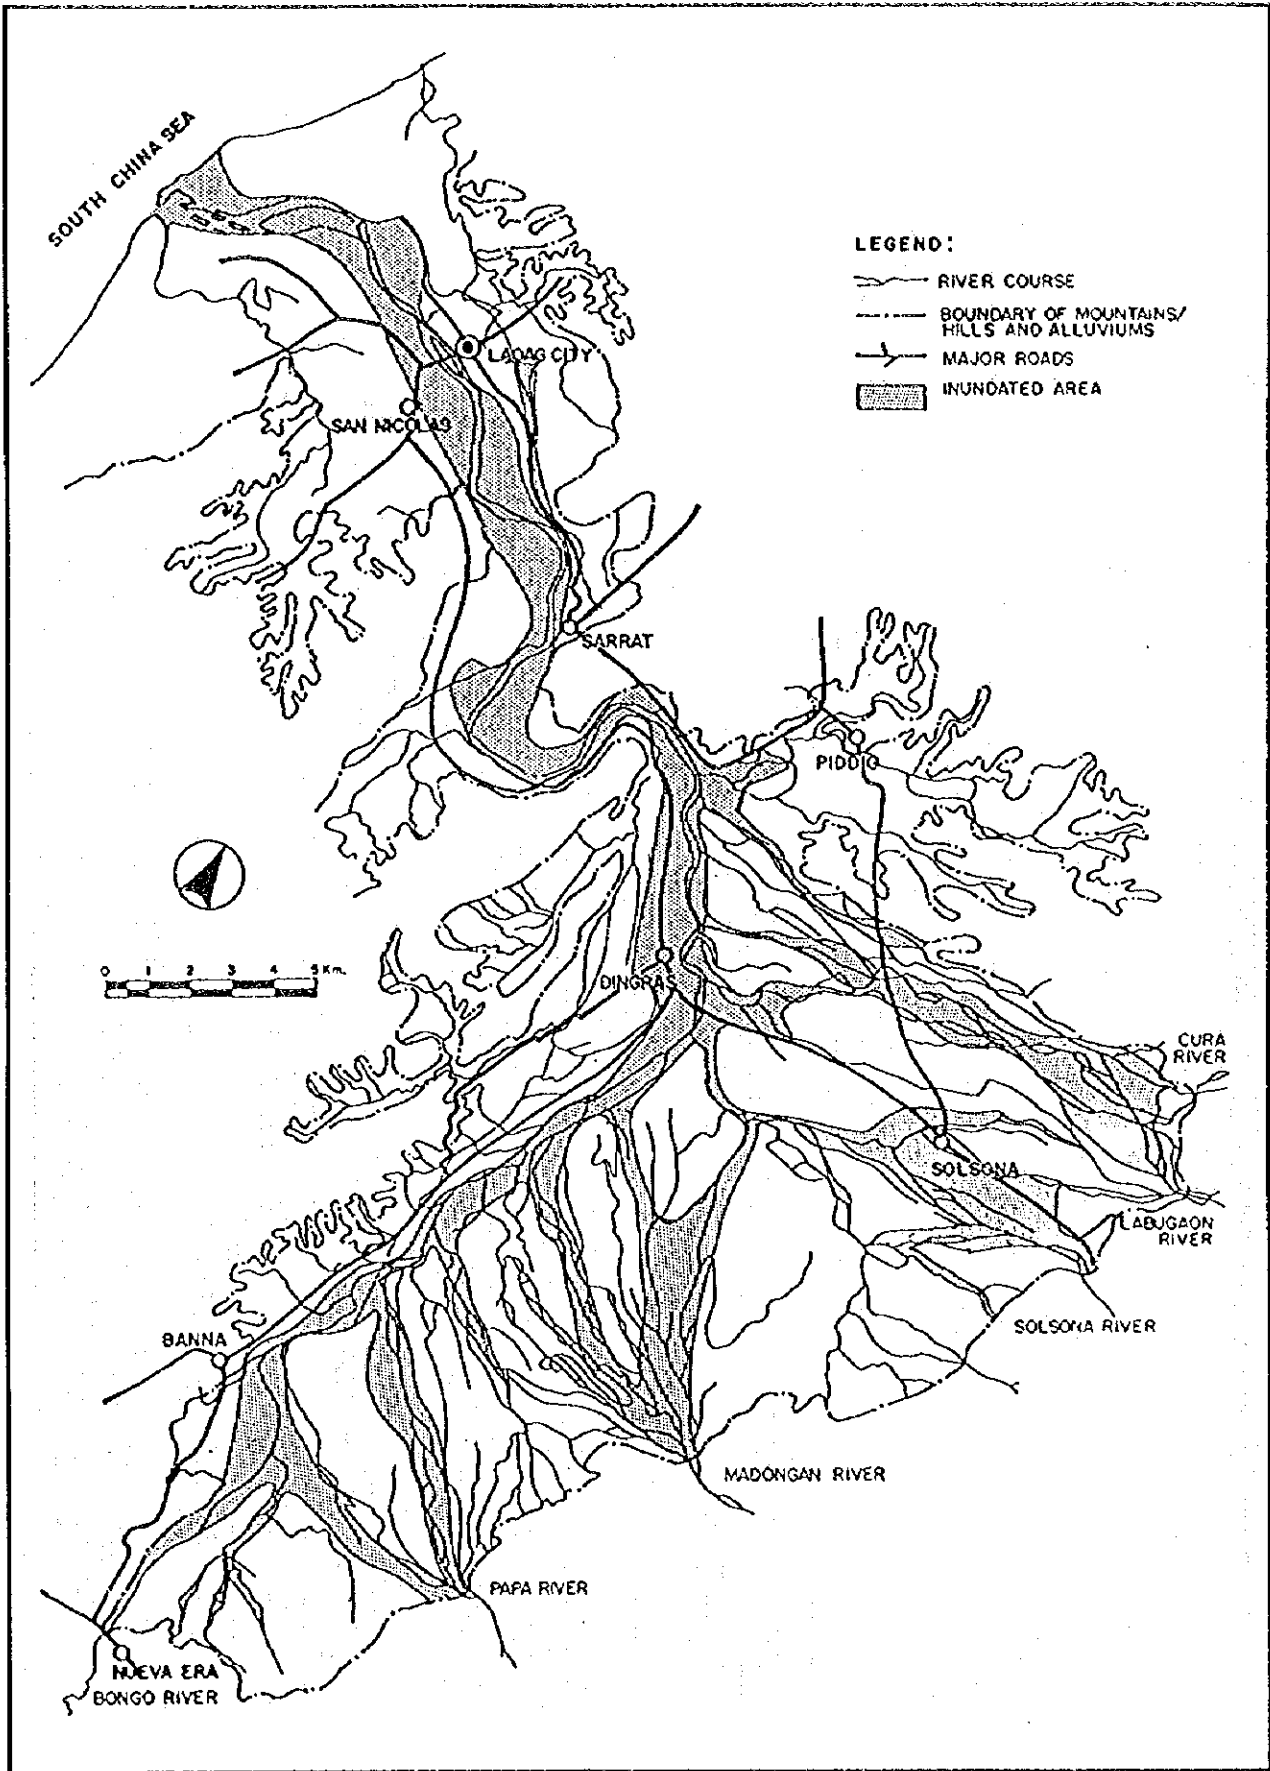 SOUTH CHINA SEA
LEGEND:
RIVER COURSE
BOUNDARY OF MOUNTAINS/
HILLS AND ALLUVIUMS
MAJOR ROADS
INUNDATED AREA
LAOAG CITY
SAN NICOLAS
SARRAT
PIDDIG
0 1 2 3 4 5 Km.
DINGRAS
CURA
RIVER
SOLSONA
LABUGAON
RIVER
SOLSONA RIVER
BANNA
MADONGAN RIVER
PAPA RIVER
NUEVA ERA
BONGO RIVER